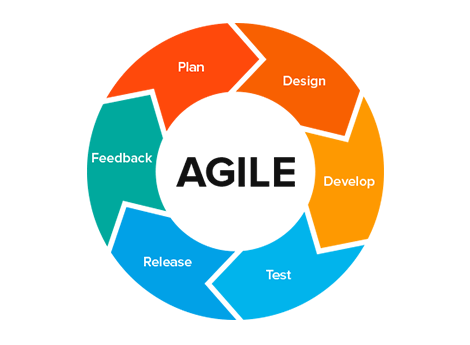 Plan
Design
Develop
Test
Release
Feedback
AGILE